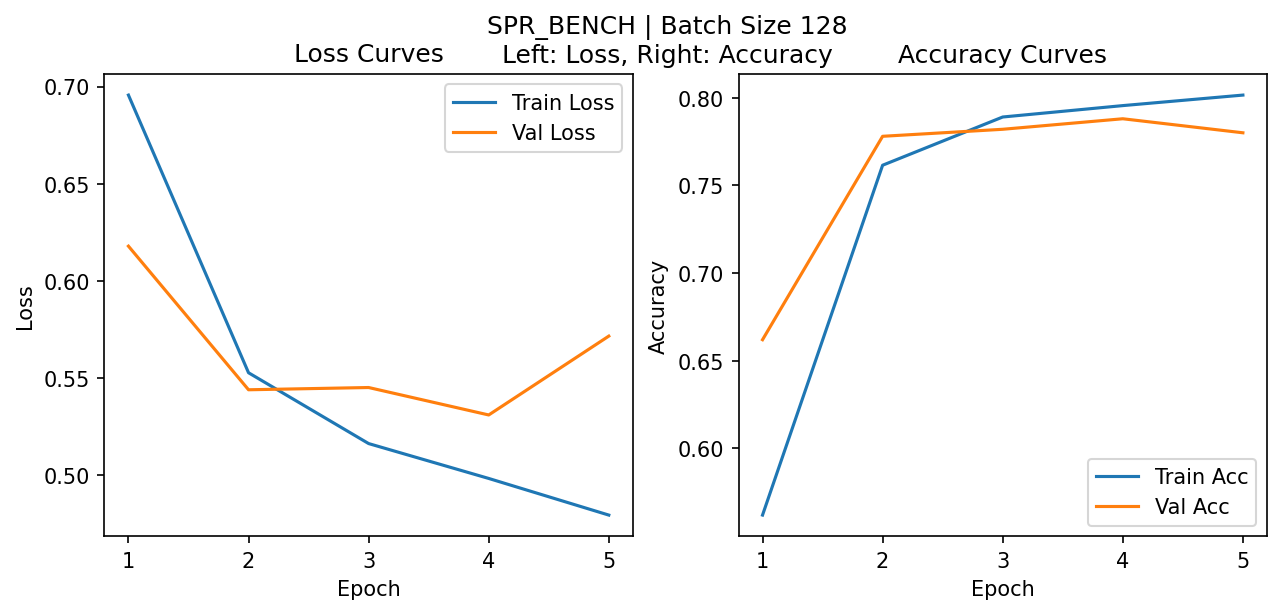 SPR_BENCH | Batch Size 128
Left: Loss, Right: Accuracy
Loss Curves
0.70
0.65
0.60
0.55
0.50
Loss
Train Loss
Val Loss
1 2 3 4 5
Epoch
Accuracy Curves
0.80
0.75
0.70
0.65
0.60
Accuracy
Train Acc
Val Acc
1 2 3 4 5
Epoch